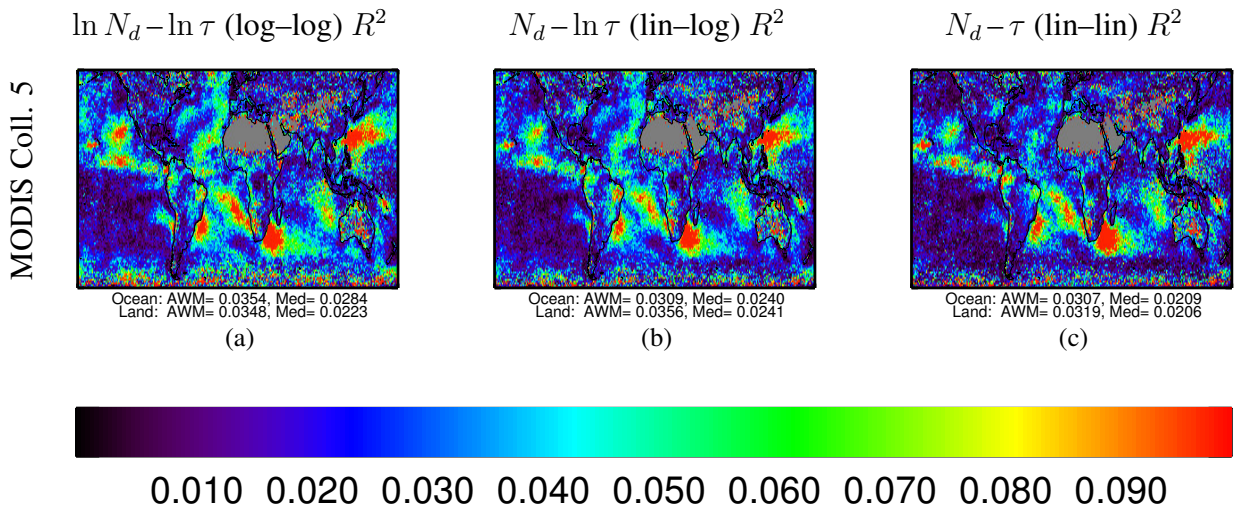 ln N_d – ln τ (log–log) R²
N_d – ln τ (lin–log) R²
N_d – τ (lin–lin) R²
MODIS Coll. 5
Ocean: AWM= 0.0354, Med= 0.0284
Land: AWM= 0.0348, Med= 0.0223
(a)
Ocean: AWM= 0.0309, Med= 0.0240
Land: AWM= 0.0356, Med= 0.0241
(b)
Ocean: AWM= 0.0307, Med= 0.0209
Land: AWM= 0.0319, Med= 0.0206
(c)
0.010 0.020 0.030 0.040 0.050 0.060 0.070 0.080 0.090